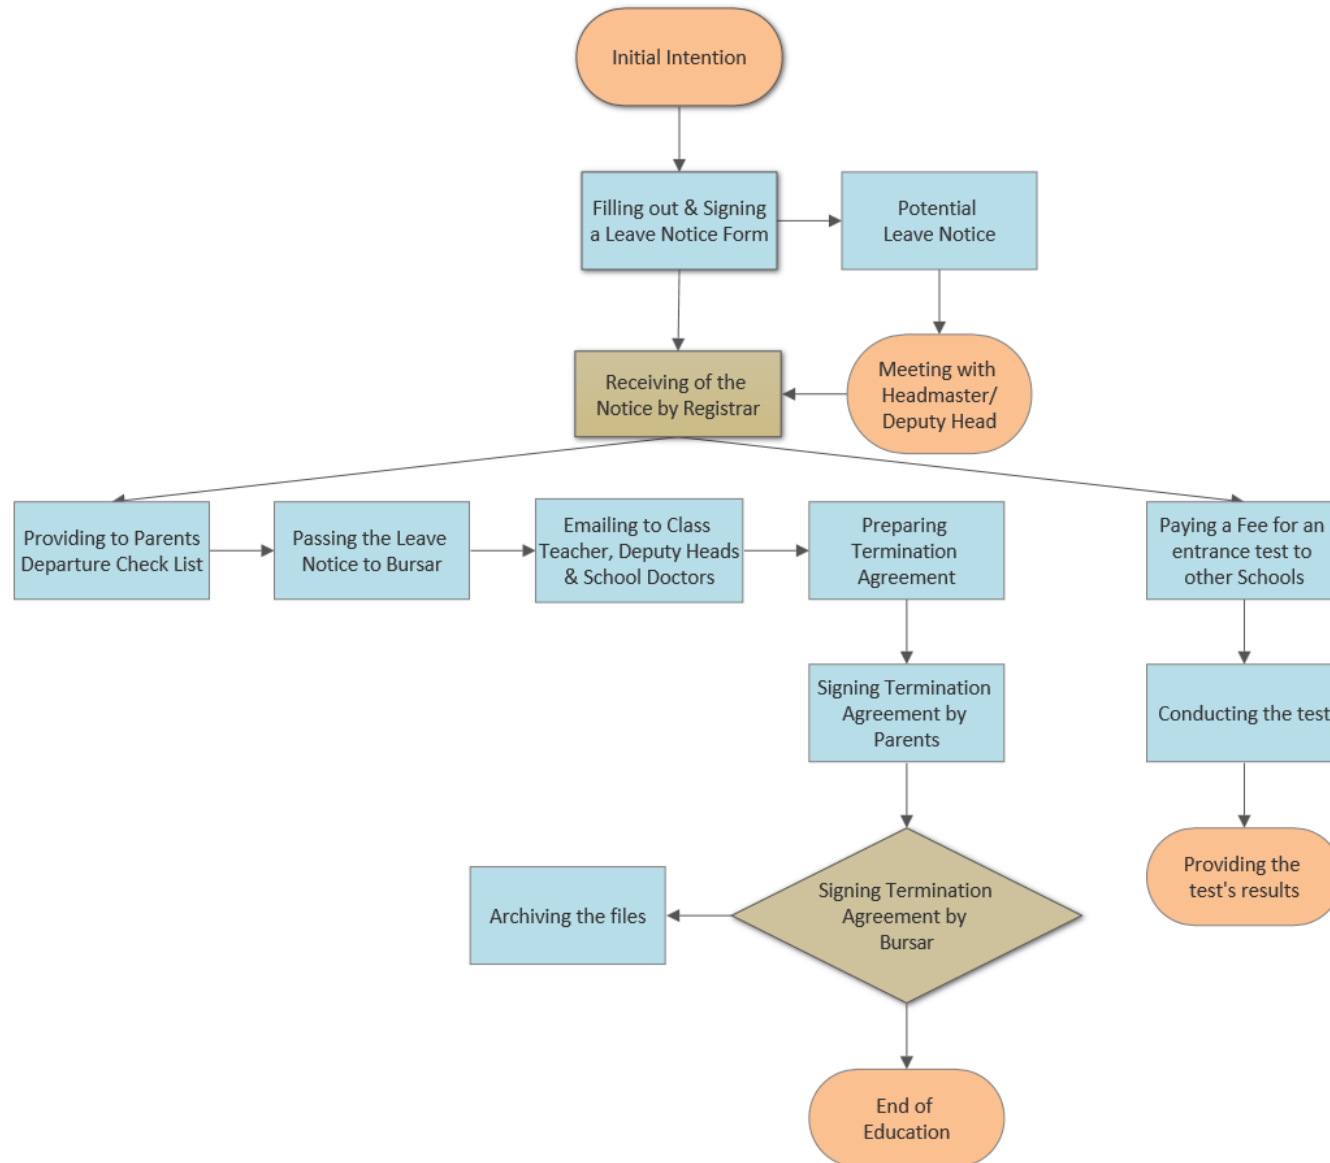 Initial Intention
Filling out & Signing
a Leave Notice Form
Potential
Leave Notice
Receiving of the
Notice by Registrar
Meeting with
Headmaster/
Deputy Head
Providing to Parents
Departure Check List
Passing the Leave
Notice to Bursar
Emailing to Class
Teacher, Deputy Heads
& School Doctors
Preparing
Termination
Agreement
Paying a Fee for an
entrance test to
other Schools
Signing Termination
Agreement by
Parents
Conducting the test
Archiving the files
Signing Termination
Agreement by
Bursar
Providing the
test's results
End of
Education